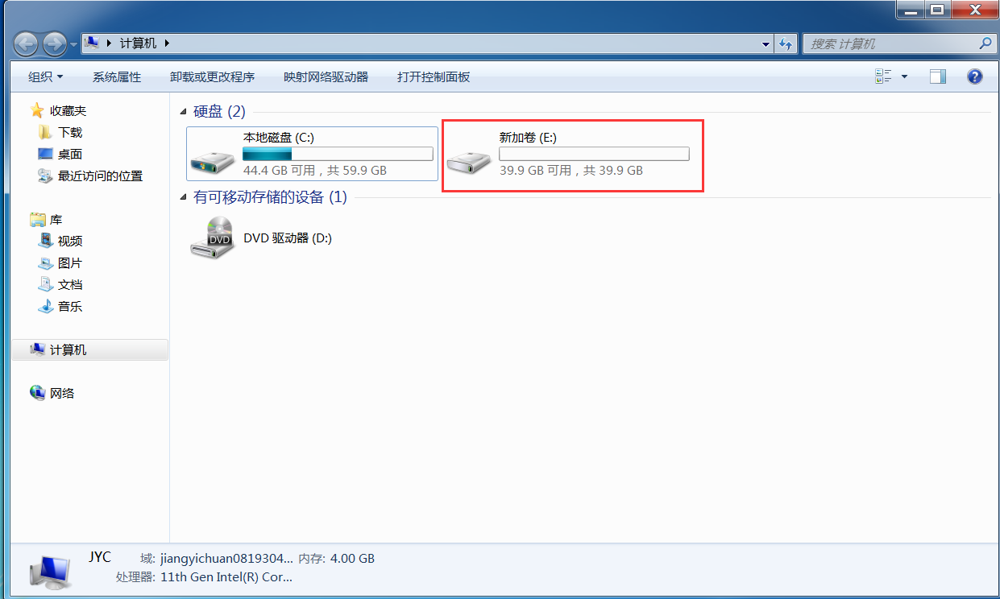 计算机
搜索 计算机
组织 系统属性 卸载或更改程序 映射网络驱动器 打开控制面板
收藏夹
下载
桌面
最近访问的位置
库
视频
图片
文档
音乐
计算机
网络
硬盘 (2)
本地磁盘 (C:)
44.4 GB 可用，共 59.9 GB
新加卷 (E:)
39.9 GB 可用，共 39.9 GB
有可移动存储的设备 (1)
DVD
DVD 驱动器 (D:)
JYC 域: jiangyichuan0819304... 内存: 4.00 GB
处理器: 11th Gen Intel(R) Cor...